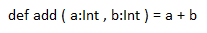 def add ( a:Int , b:Int ) = a + b